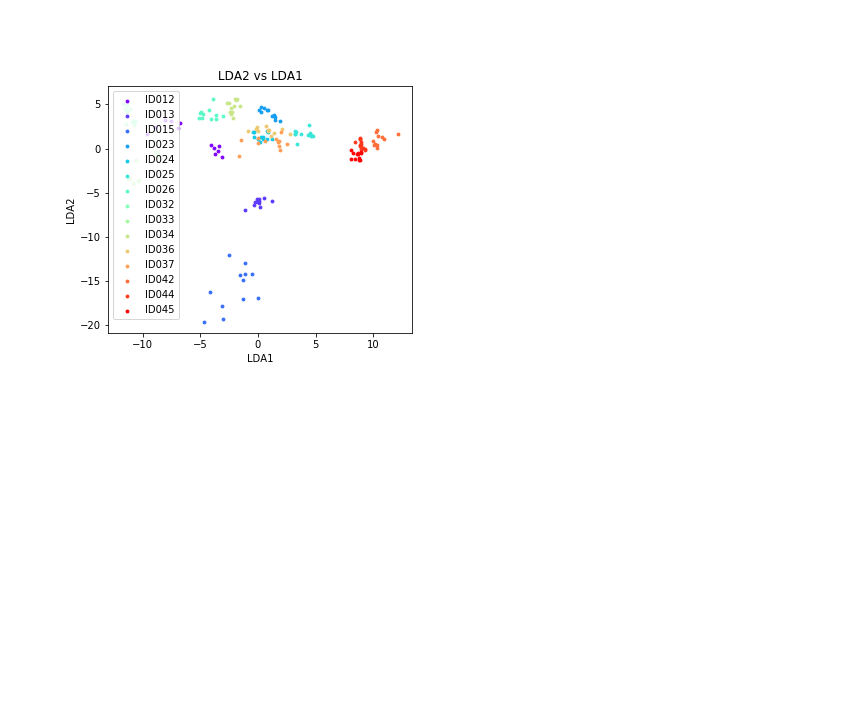 LDA2 vs LDA1
5
0
−5
−10
−15
−20
LDA2
ID012
ID013
ID015
ID023
ID024
ID025
ID026
ID032
ID033
ID034
ID036
ID037
ID042
ID044
ID045
−10
−5
0
5
10
LDA1